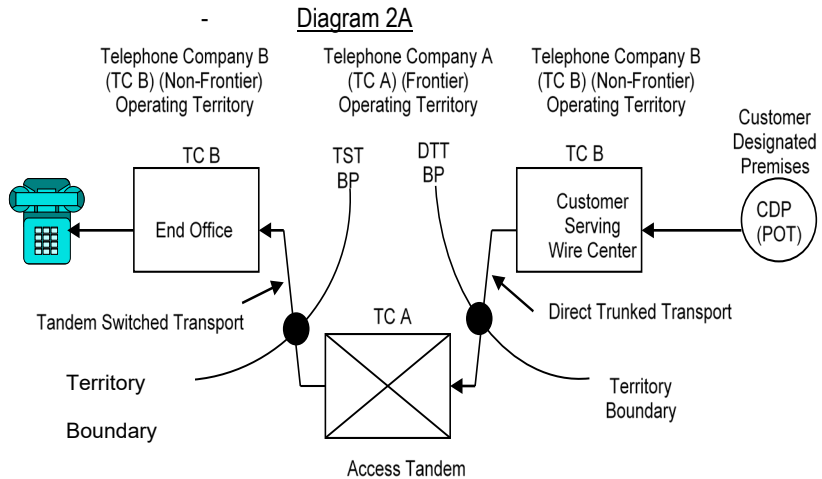 -
Diagram 2A
Telephone Company B
(TC B) (Non-Frontier)
Operating Territory
Telephone Company A
(TC A) (Frontier)
Operating Territory
Telephone Company B
(TC B) (Non-Frontier)
Operating Territory
Customer
Designated
Premises
TC B
TST
BP
DTT
BP
TC B
End Office
Customer
Serving
Wire Center
CDP
(POT)
Tandem Switched Transport
TC A
Direct Trunked Transport
Territory
Boundary
Territory
Boundary
Access Tandem